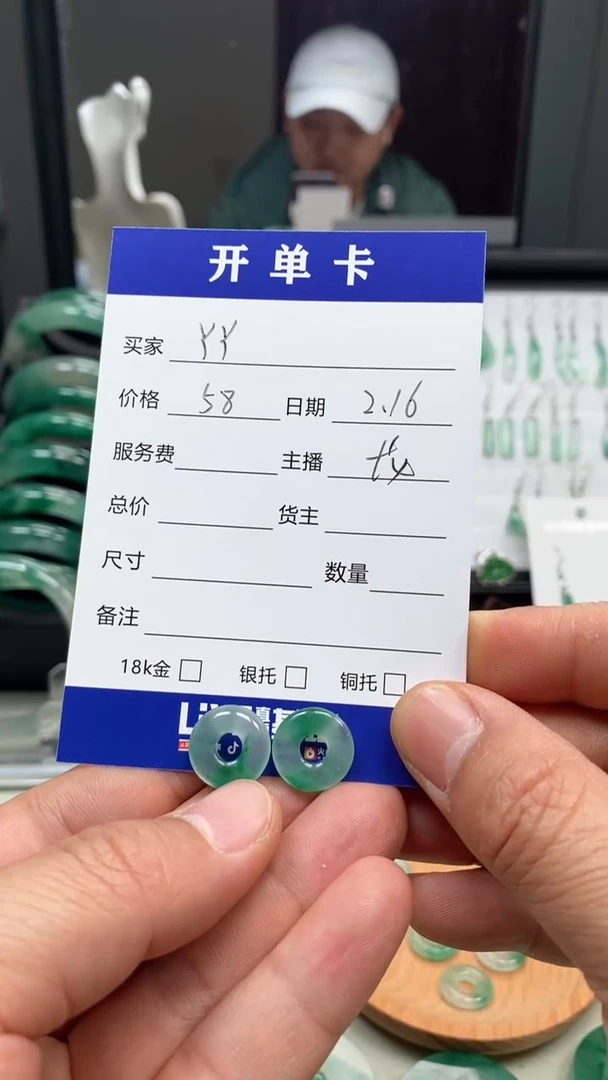 开单卡
买家 YY
价格 58 日期 2.16
服务费 主播
总价 货主
尺寸 数量
备注
18k金 银托 铜托